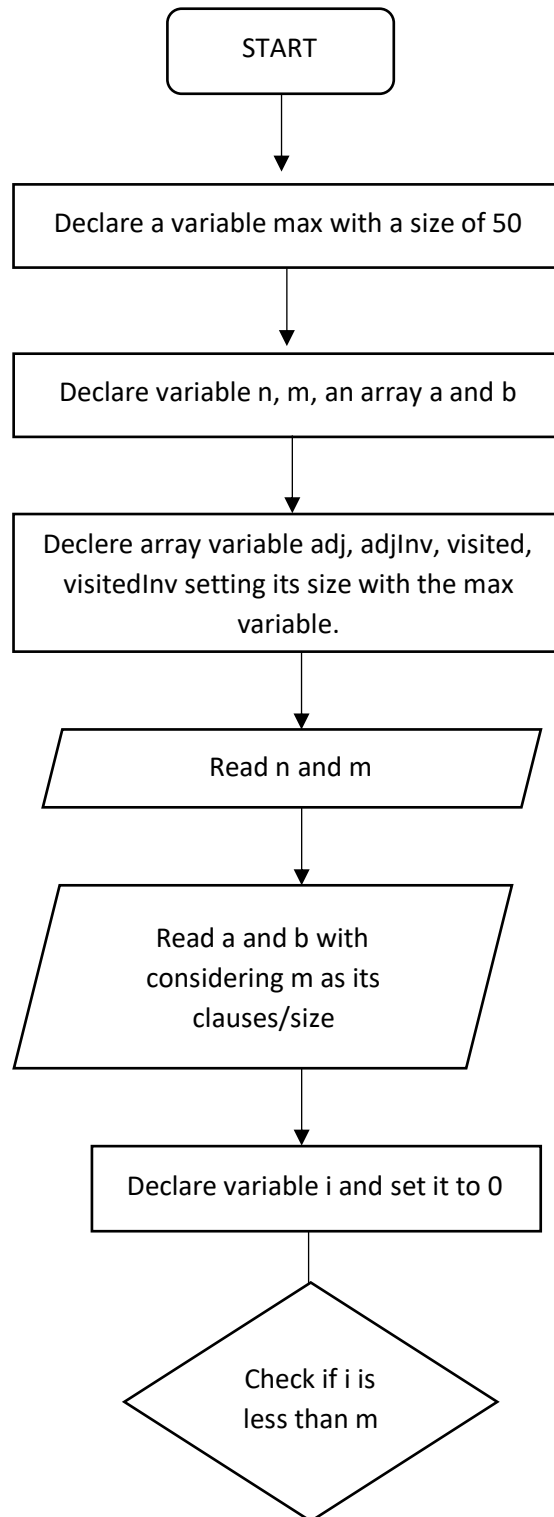 START
Declare a variable max with a size of 50
Declare variable n, m, an array a and b
Declere array variable adj, adjInv, visited,
visitedInv setting its size with the max
variable.
Read n and m
Read a and b with
considering m as its
clauses/size
Declare variable i and set it to 0
Check if i is
less than m